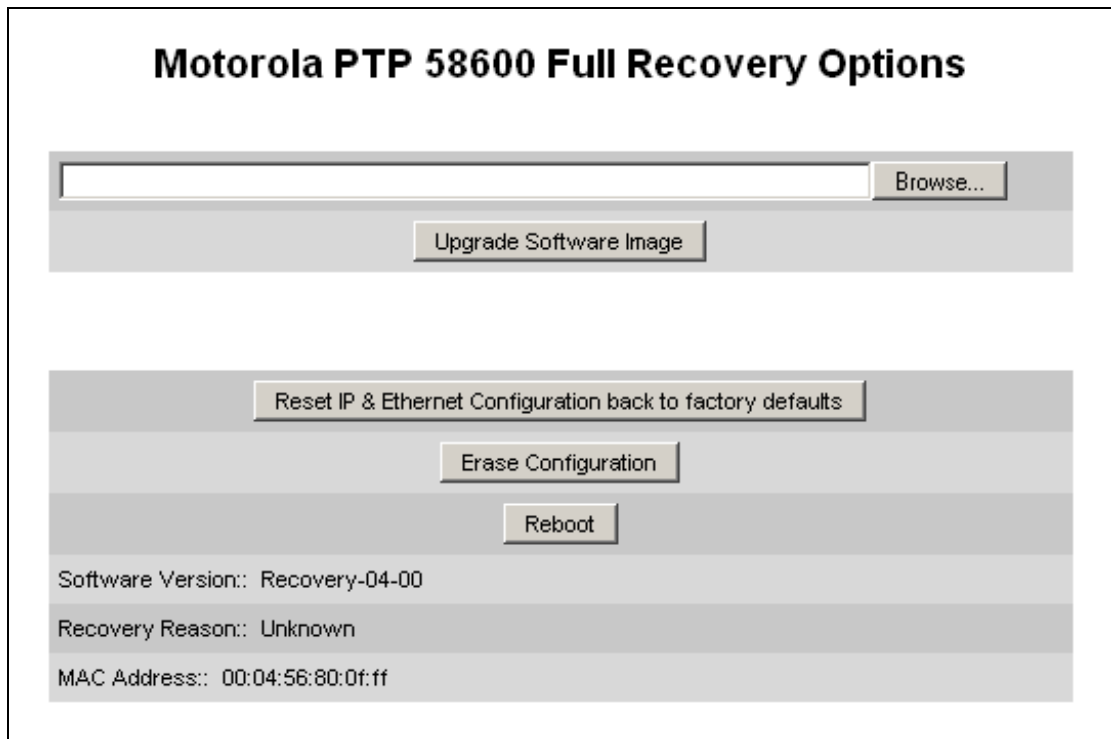 Motorola PTP 58600 Full Recovery Options
Browse...
Upgrade Software Image
Reset IP & Ethernet Configuration back to factory defaults
Erase Configuration
Reboot
Software Version:: Recovery-04-00
Recovery Reason:: Unknown
MAC Address:: 00:04:56:80:0f:ff